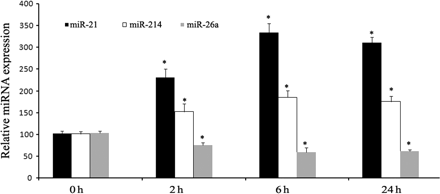 Relative miRNA expression
400
350
300
250
200
150
100
50
0
miR-21 miR-214 miR-26a
* * * * * * * * *
0 h 2 h 6 h 24 h